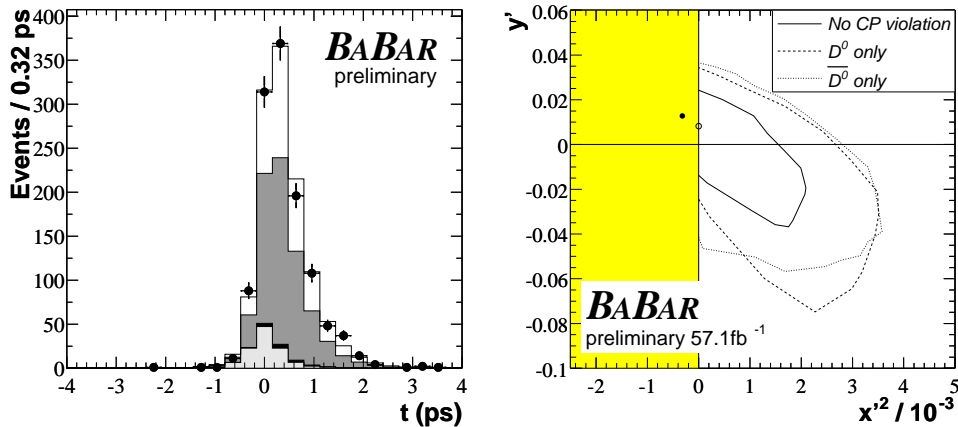 Events / 0.32 ps
400
350
300
250
200
150
100
50
0
-4 -3 -2 -1 0 1 2 3 4
t (ps)
BABAR
preliminary
y'
0.06
0.04
0.02
0
-0.02
-0.04
-0.06
-0.08
-0.1
-2 -1 0 1 2 3 4 5
x'2 / 10-3
No CP violation
D0 only
D0 only
BABAR
preliminary 57.1fb -1